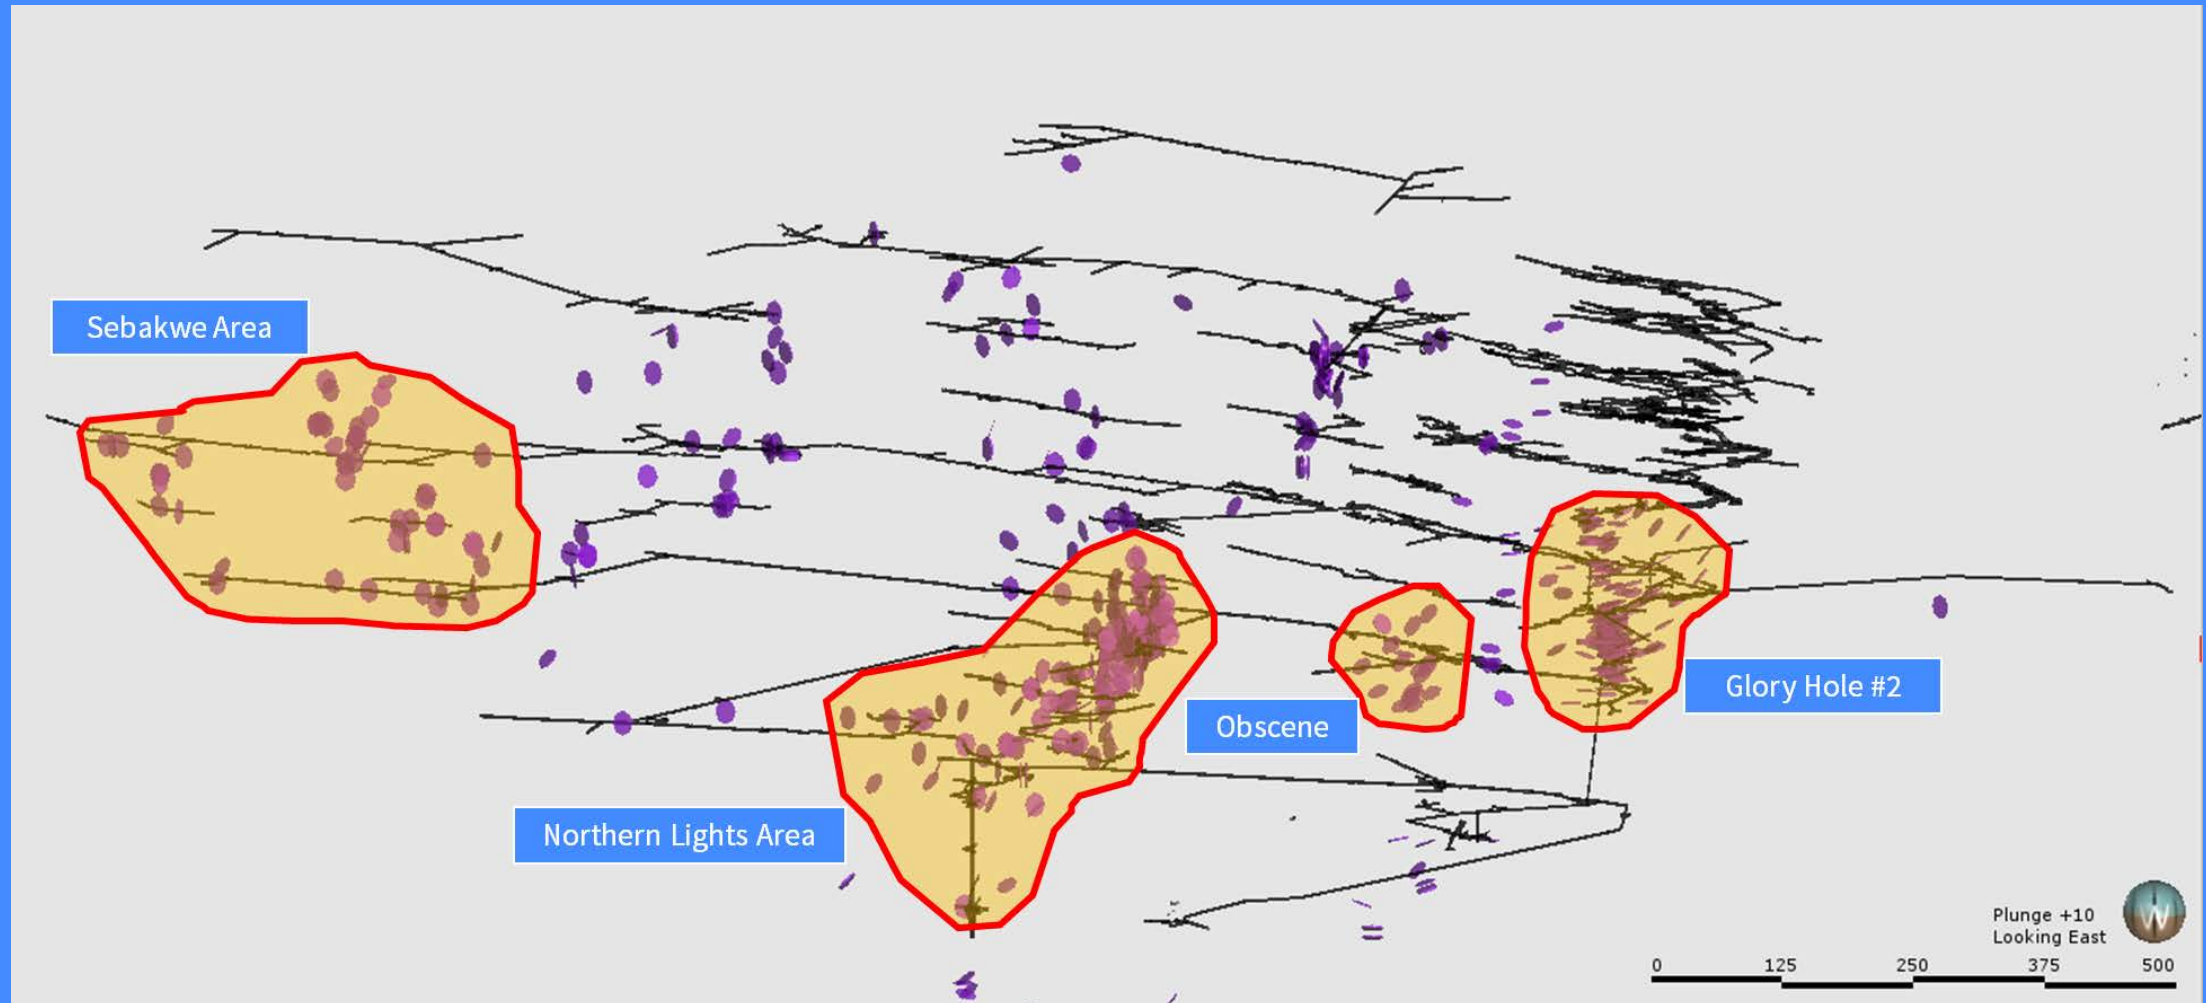 Sebakwe Area
Glory Hole #2
Obscene
Northern Lights Area
Plunge +10
Looking East
W
0 125 250 375 500